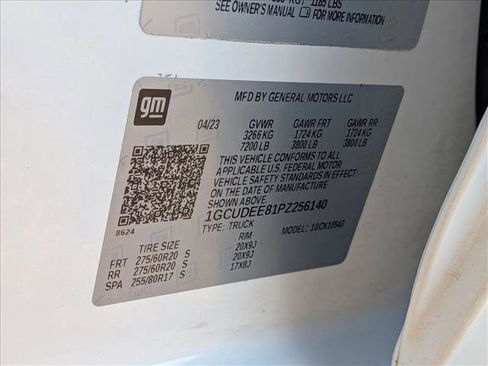 1185 LBS
SEE OWNER'S MANUAL FOR MORE INFORMATION
gm
MFD BY GENERAL MOTORS LLC
04/23 GVWR GAWR FRT GAWR RR
3266 KG 1724 KG 1724 KG
7200 LB 3800 LB 3800 LB
THIS VEHICLE CONFORMS TO ALL
APPLICABLE U.S. FEDERAL MOTOR
VEHICLE SAFETY STANDARDS IN EFFECT
ON THE DATE OF MANUFACTURE SHOWN ABOVE.
1GCUDEE81PZ256140
TYPE: TRUCK MODEL: 10CK10543
8624
TIRE SIZE RIM
FRT 275/60R20 S 20X9J
RR 275/60R20 S 20X9J
SPA 255/80R17 S 17X8J